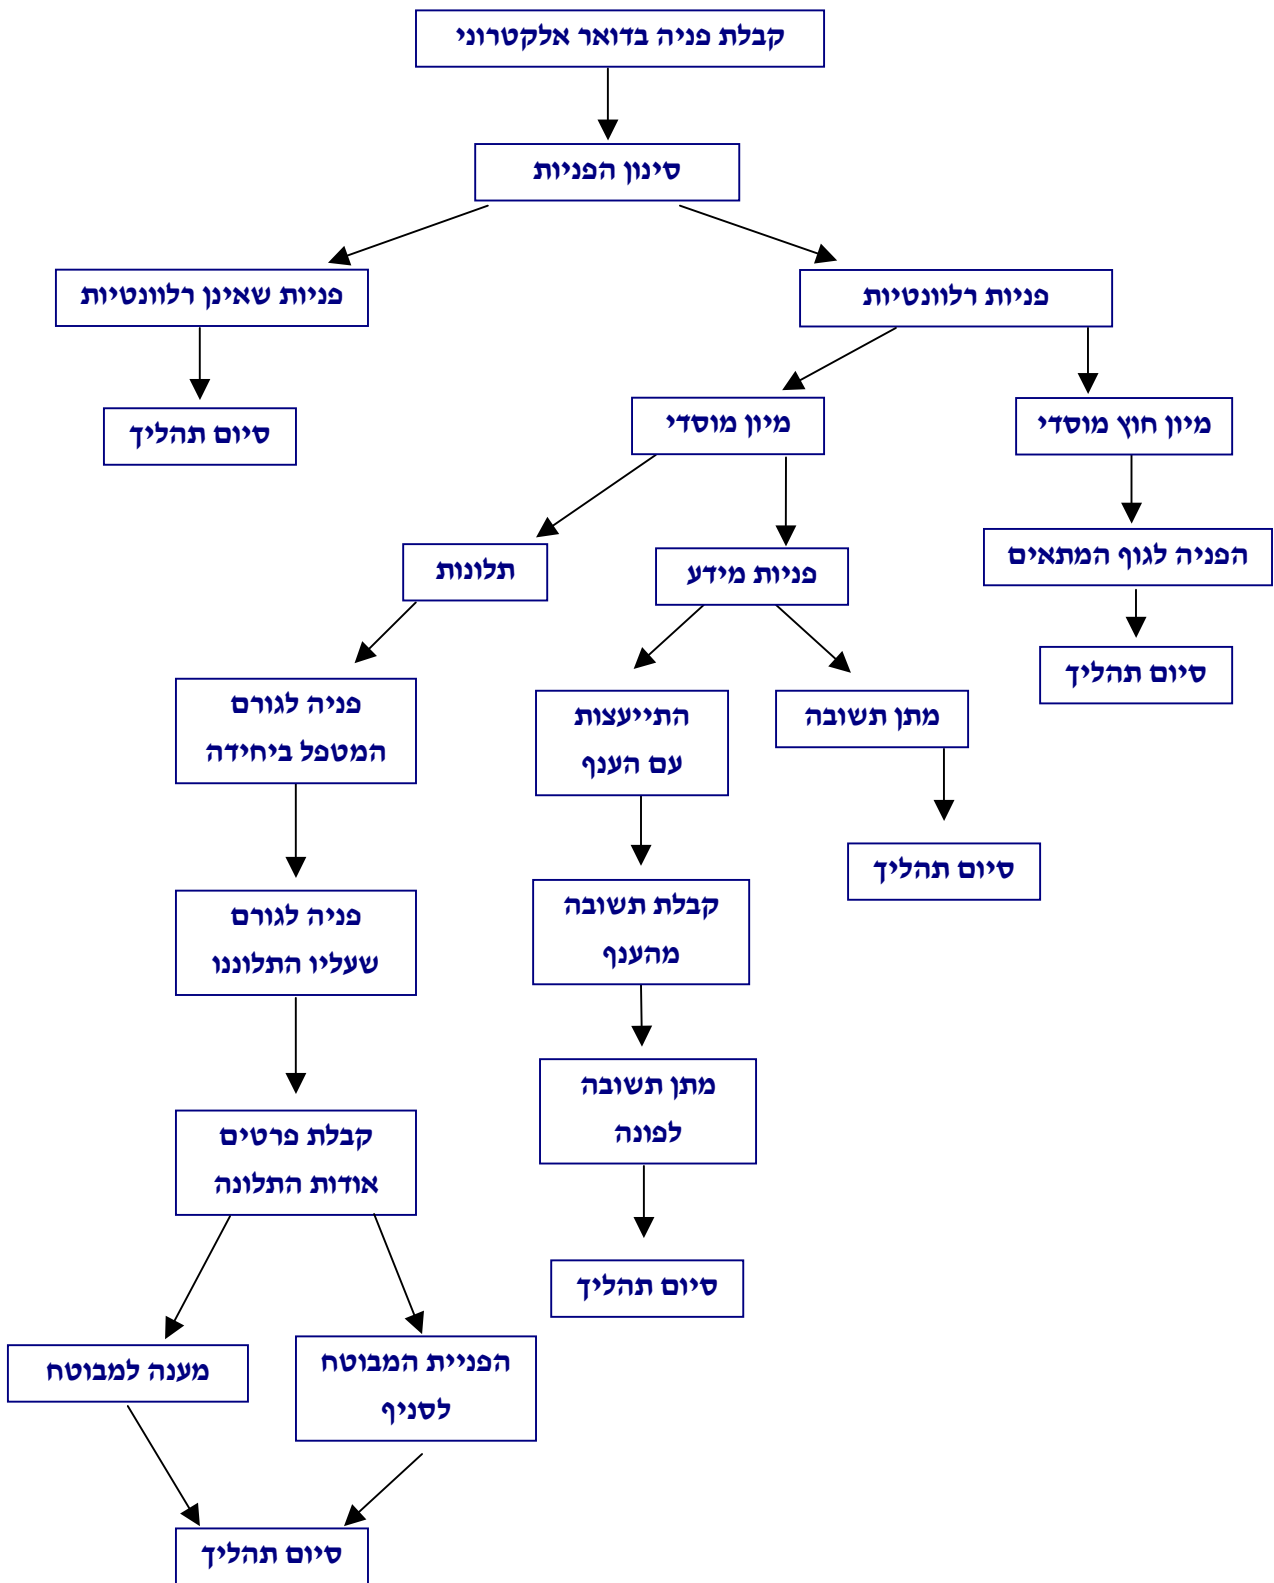 קבלת פניה בדואר אלקטרוני
סינון הפניות
פניות רלוונטיות
פניות שאינן רלוונטיות
מיון חוץ מוסדי
מיון מוסדי
סיום תהליך
הפניה לגוף המתאים
פניות מידע
תלונות
סיום תהליך
מתן תשובה
התייעצות
עם הענף
פניה לגורם
המטפל ביחידה
סיום תהליך
קבלת תשובה
מהענף
פניה לגורם
שעליו התלוננו
מתן תשובה
לפונה
קבלת פרטים
אודות התלונה
סיום תהליך
הפניית המבוטח
לסניף
מענה למבוטח
סיום תהליך